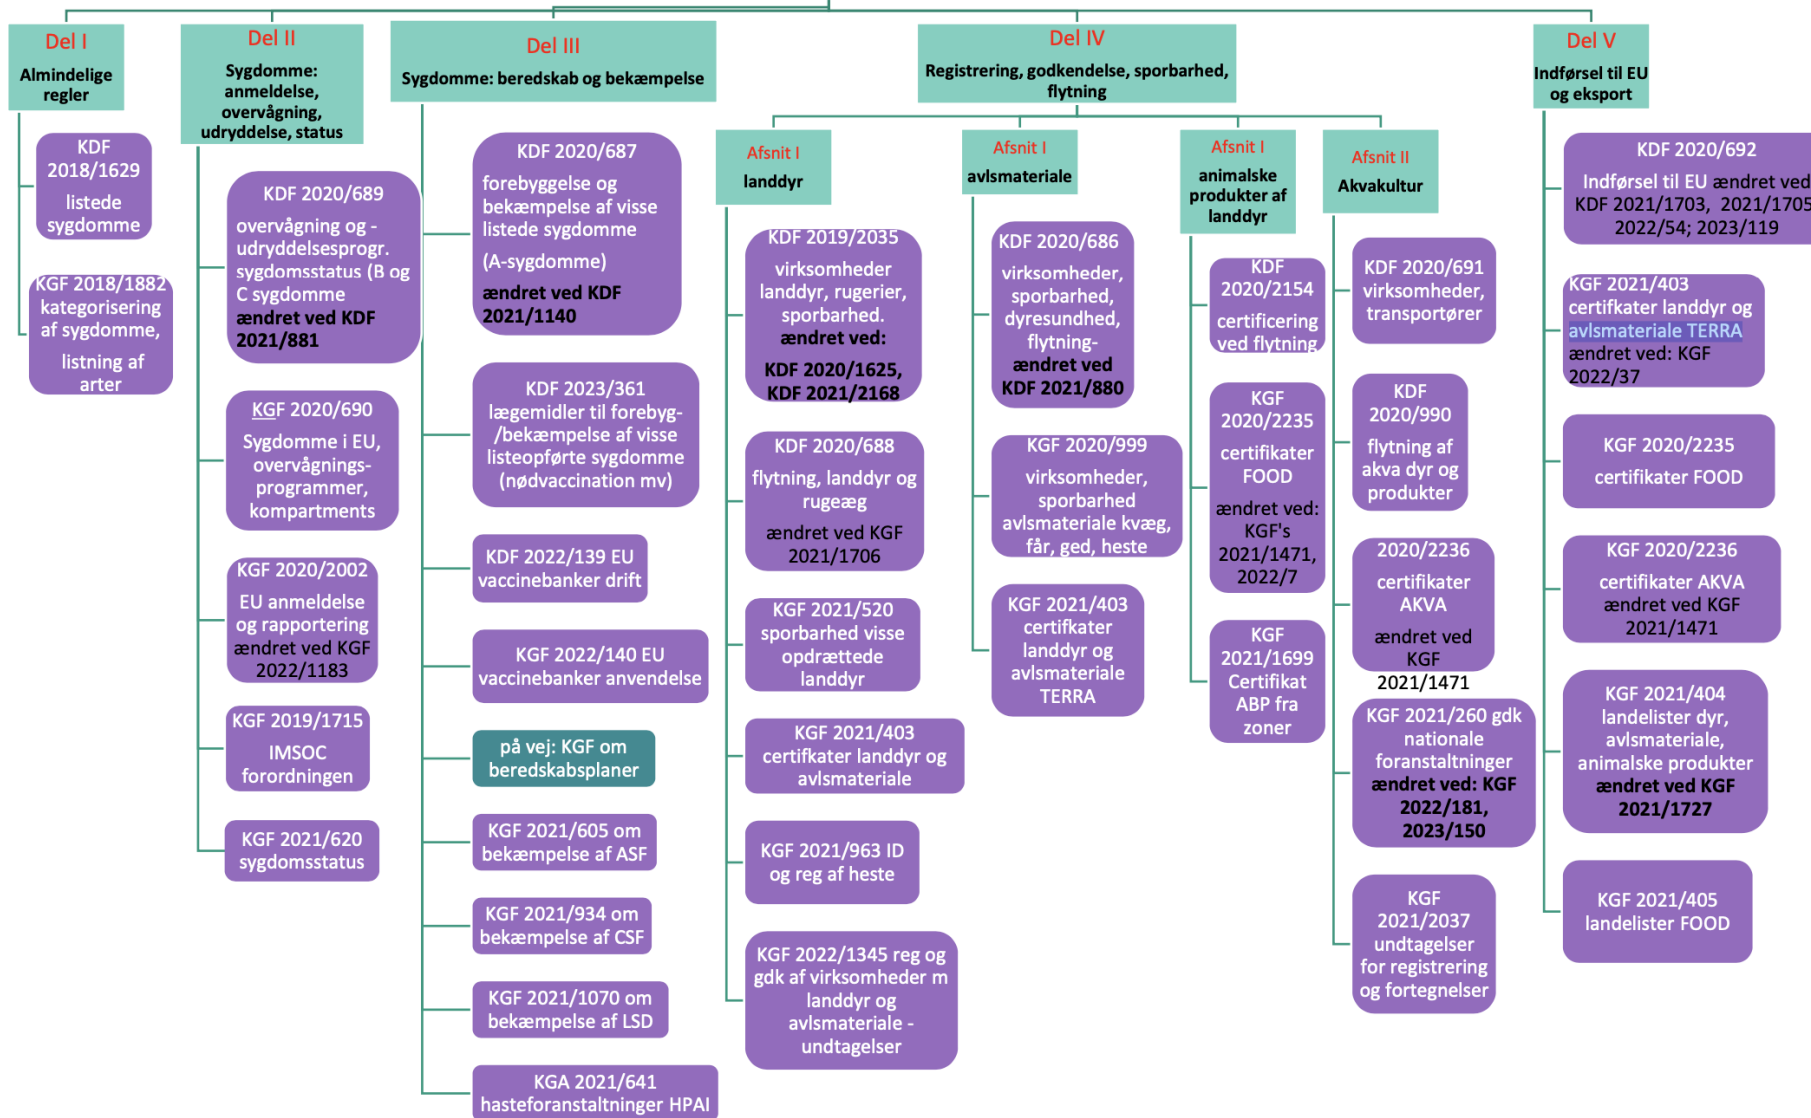 Del I
Almindelige
regler
KDF
2018/1629
listede
sygdomme
KGF 2018/1882
kategorisering
af sygdomme,
listning af
arter
Del II
Sygdomme:
anmeldelse,
overvågning,
udryddelse, status
KDF 2020/689
overvågning og -
udryddelsesprogr.
sygdomsstatus (B og
C sygdomme
ændret ved KDF
2021/881
KGF 2020/690
Sygdomme i EU,
overvågnings-
programmer,
kompartments
KGF 2020/2002
EU anmeldelse
og rapportering
ændret ved KGF
2022/1183
KGF 2019/1715
IMSOC
forordningen
KGF 2021/620
sygdomsstatus
Del III
Sygdomme: beredskab og bekæmpelse
KDF 2020/687
forebyggelse og
bekæmpelse af visse
listede sygdomme
(A-sygdomme)
ændret ved KDF
2021/1140
KDF 2023/361
lægemidler til forebyg-
/bekæmpelse af visse
listeopførte sygdomme
(nødvaccination mv)
KDF 2022/139 EU
vaccinebanker drift
KGF 2022/140 EU
vaccinebanker anvendelse
på vej: KGF om
beredskabsplaner
KGF 2021/605 om
bekæmpelse af ASF
KGF 2021/934 om
bekæmpelse af CSF
KGF 2021/1070 om
bekæmpelse af LSD
KGA 2021/641
hasteforanstaltninger HPAI
Del IV
Registrering, godkendelse, sporbarhed,
flytning
Afsnit I
landdyr
KDF 2019/2035
virksomheder
landdyr, rugerier,
sporbarhed.
ændret ved:
KDF 2020/1625,
KDF 2021/2168
KDF 2020/688
flytning, landdyr og
rugeæg
ændret ved KGF
2021/1706
KGF 2021/520
sporbarhed visse
opdrættede
landdyr
KGF 2021/403
certifkater landdyr og
avlsmateriale
KGF 2021/963 ID
og reg af heste
KGF 2022/1345 reg og
gdk af virksomheder m
landdyr og
avlsmateriale -
undtagelser
Afsnit I
avlsmateriale
KDF 2020/686
virksomheder,
sporbarhed,
dyresundhed,
flytning-
ændret ved
KDF 2021/880
KGF 2020/999
virksomheder,
sporbarhed
avlsmateriale kvæg,
får, ged, heste
KGF 2021/403
certifkater
landdyr og
avlsmateriale
TERRA
Afsnit I
animalske
produkter af
landdyr
KDF
2020/2154
certificering
ved flytning
KGF
2020/2235
certifikater
FOOD
ændret ved:
KGF's
2021/1471,
2022/7
KGF
2021/1699
Certifikat
ABP fra
zoner
Afsnit II
Akvakultur
KDF 2020/691
virksomheder,
transportører
KDF
2020/990
flytning af
akva dyr og
produkter
2020/2236
certifikater
AKVA
ændret ved
KGF
2021/1471
KGF 2021/260 gdk
nationale
foranstaltninger
ændret ved: KGF
2022/181,
2023/150
KGF
2021/2037
undtagelser
for registrering
og fortegnelser
Del V
Indførsel til EU
og eksport
KDF 2020/692
Indførsel til EU ændret ved
KDF 2021/1703, 2021/1705
2022/54; 2023/119
KGF 2021/403
certifkater landdyr og
avlsmateriale TERRA
ændret ved: KGF
2022/37
KGF 2020/2235
certifikater FOOD
KGF 2020/2236
certifikater AKVA
ændret ved KGF
2021/1471
KGF 2021/404
landelister dyr,
avlsmateriale,
animalske produkter
ændret ved KGF
2021/1727
KGF 2021/405
landelister FOOD